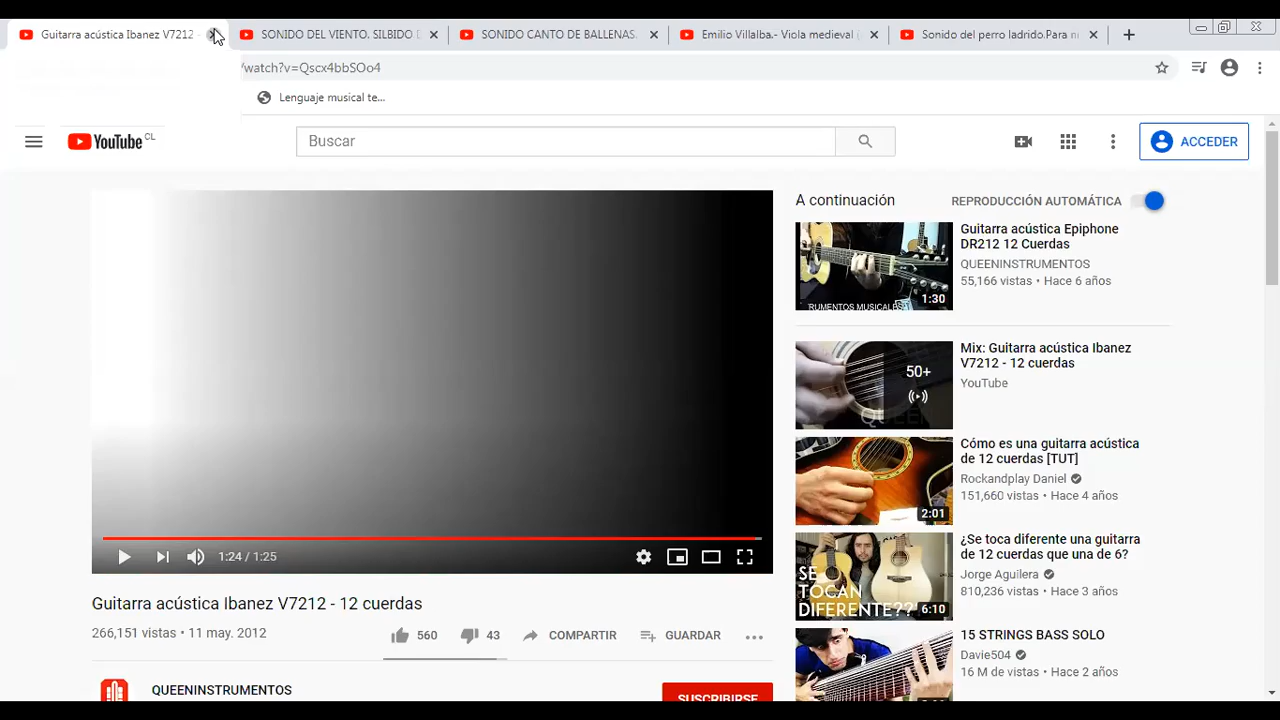 Guitarra acústica Ibanez V7212 -
SONIDO DEL VIENTO. SILBIDO
SONIDO CANTO DE BALLENAS.
Emilio Villalba.- Viola medieval
Sonido del perro ladrido.Para
/watch?v=Qscx4bbSOo4
Lenguaje musical te...
YouTube CL
Buscar
ACCEDER
A continuación
REPRODUCCIÓN AUTOMÁTICA
Guitarra acústica Epiphone
DR212 12 Cuerdas
QUEENINSTRUMENTOS
55,166 vistas • Hace 6 años
RUMENTOS MUSICALES
1:30
Mix: Guitarra acústica Ibanez
V7212 - 12 cuerdas
YouTube
50+
Cómo es una guitarra acústica
de 12 cuerdas [TUT]
Rockandplay Daniel
151,660 vistas • Hace 4 años
2:01
¿Se toca diferente una guitarra
de 12 cuerdas que una de 6?
Jorge Aguilera
810,236 vistas • Hace 3 años
SE
TOCAN
DIFERENTE??
6:10
15 STRINGS BASS SOLO
Davie504
16 M de vistas • Hace 2 años
1:24 / 1:25
Guitarra acústica Ibanez V7212 - 12 cuerdas
266,151 vistas • 11 may. 2012
560
43
COMPARTIR
GUARDAR
QUEENINSTRUMENTOS
SUSCRIBIRSE